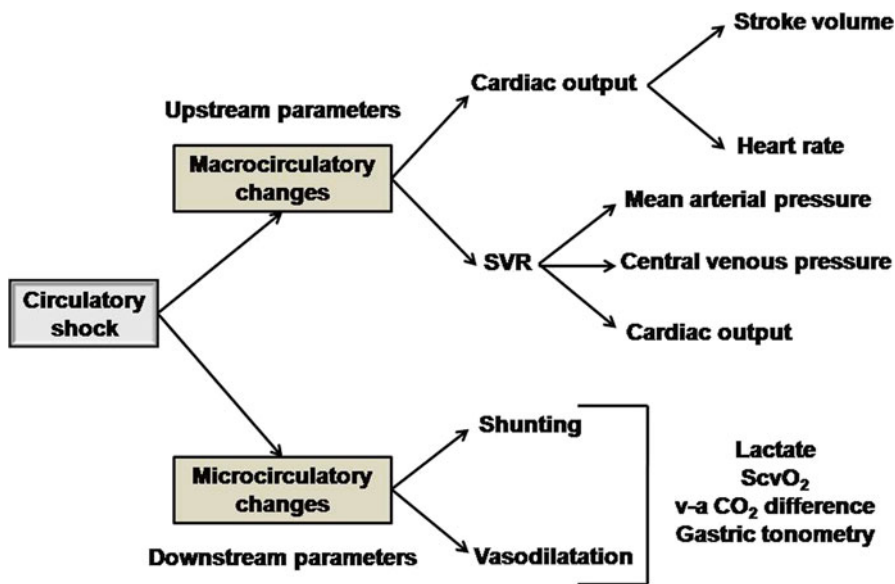 Stroke volume
Cardiac output
Upstream parameters
Heart rate
Macrocirculatory
changes
Mean arterial pressure
SVR
Central venous pressure
Circulatory
shock
Cardiac output
Shunting
Lactate
ScvO₂
Microcirculatory
changes
v-a CO₂ difference
Gastric tonometry
Downstream parameters
Vasodilatation